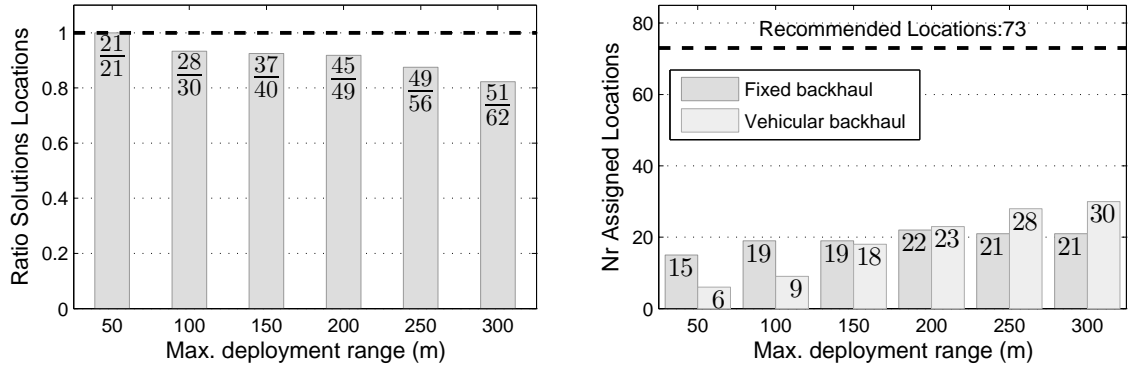 1
0.8
0.6
0.4
0.2
0
Ratio Solutions Locations
21
21
28
30
37
40
45
49
49
56
51
62
50 100 150 200 250 300
Max. deployment range (m)
80
60
40
20
0
Nr Assigned Locations
Recommended Locations:73
Fixed backhaul
Vehicular backhaul
15 6 19 9 19 18 22 23 21 28 21 30
50 100 150 200 250 300
Max. deployment range (m)